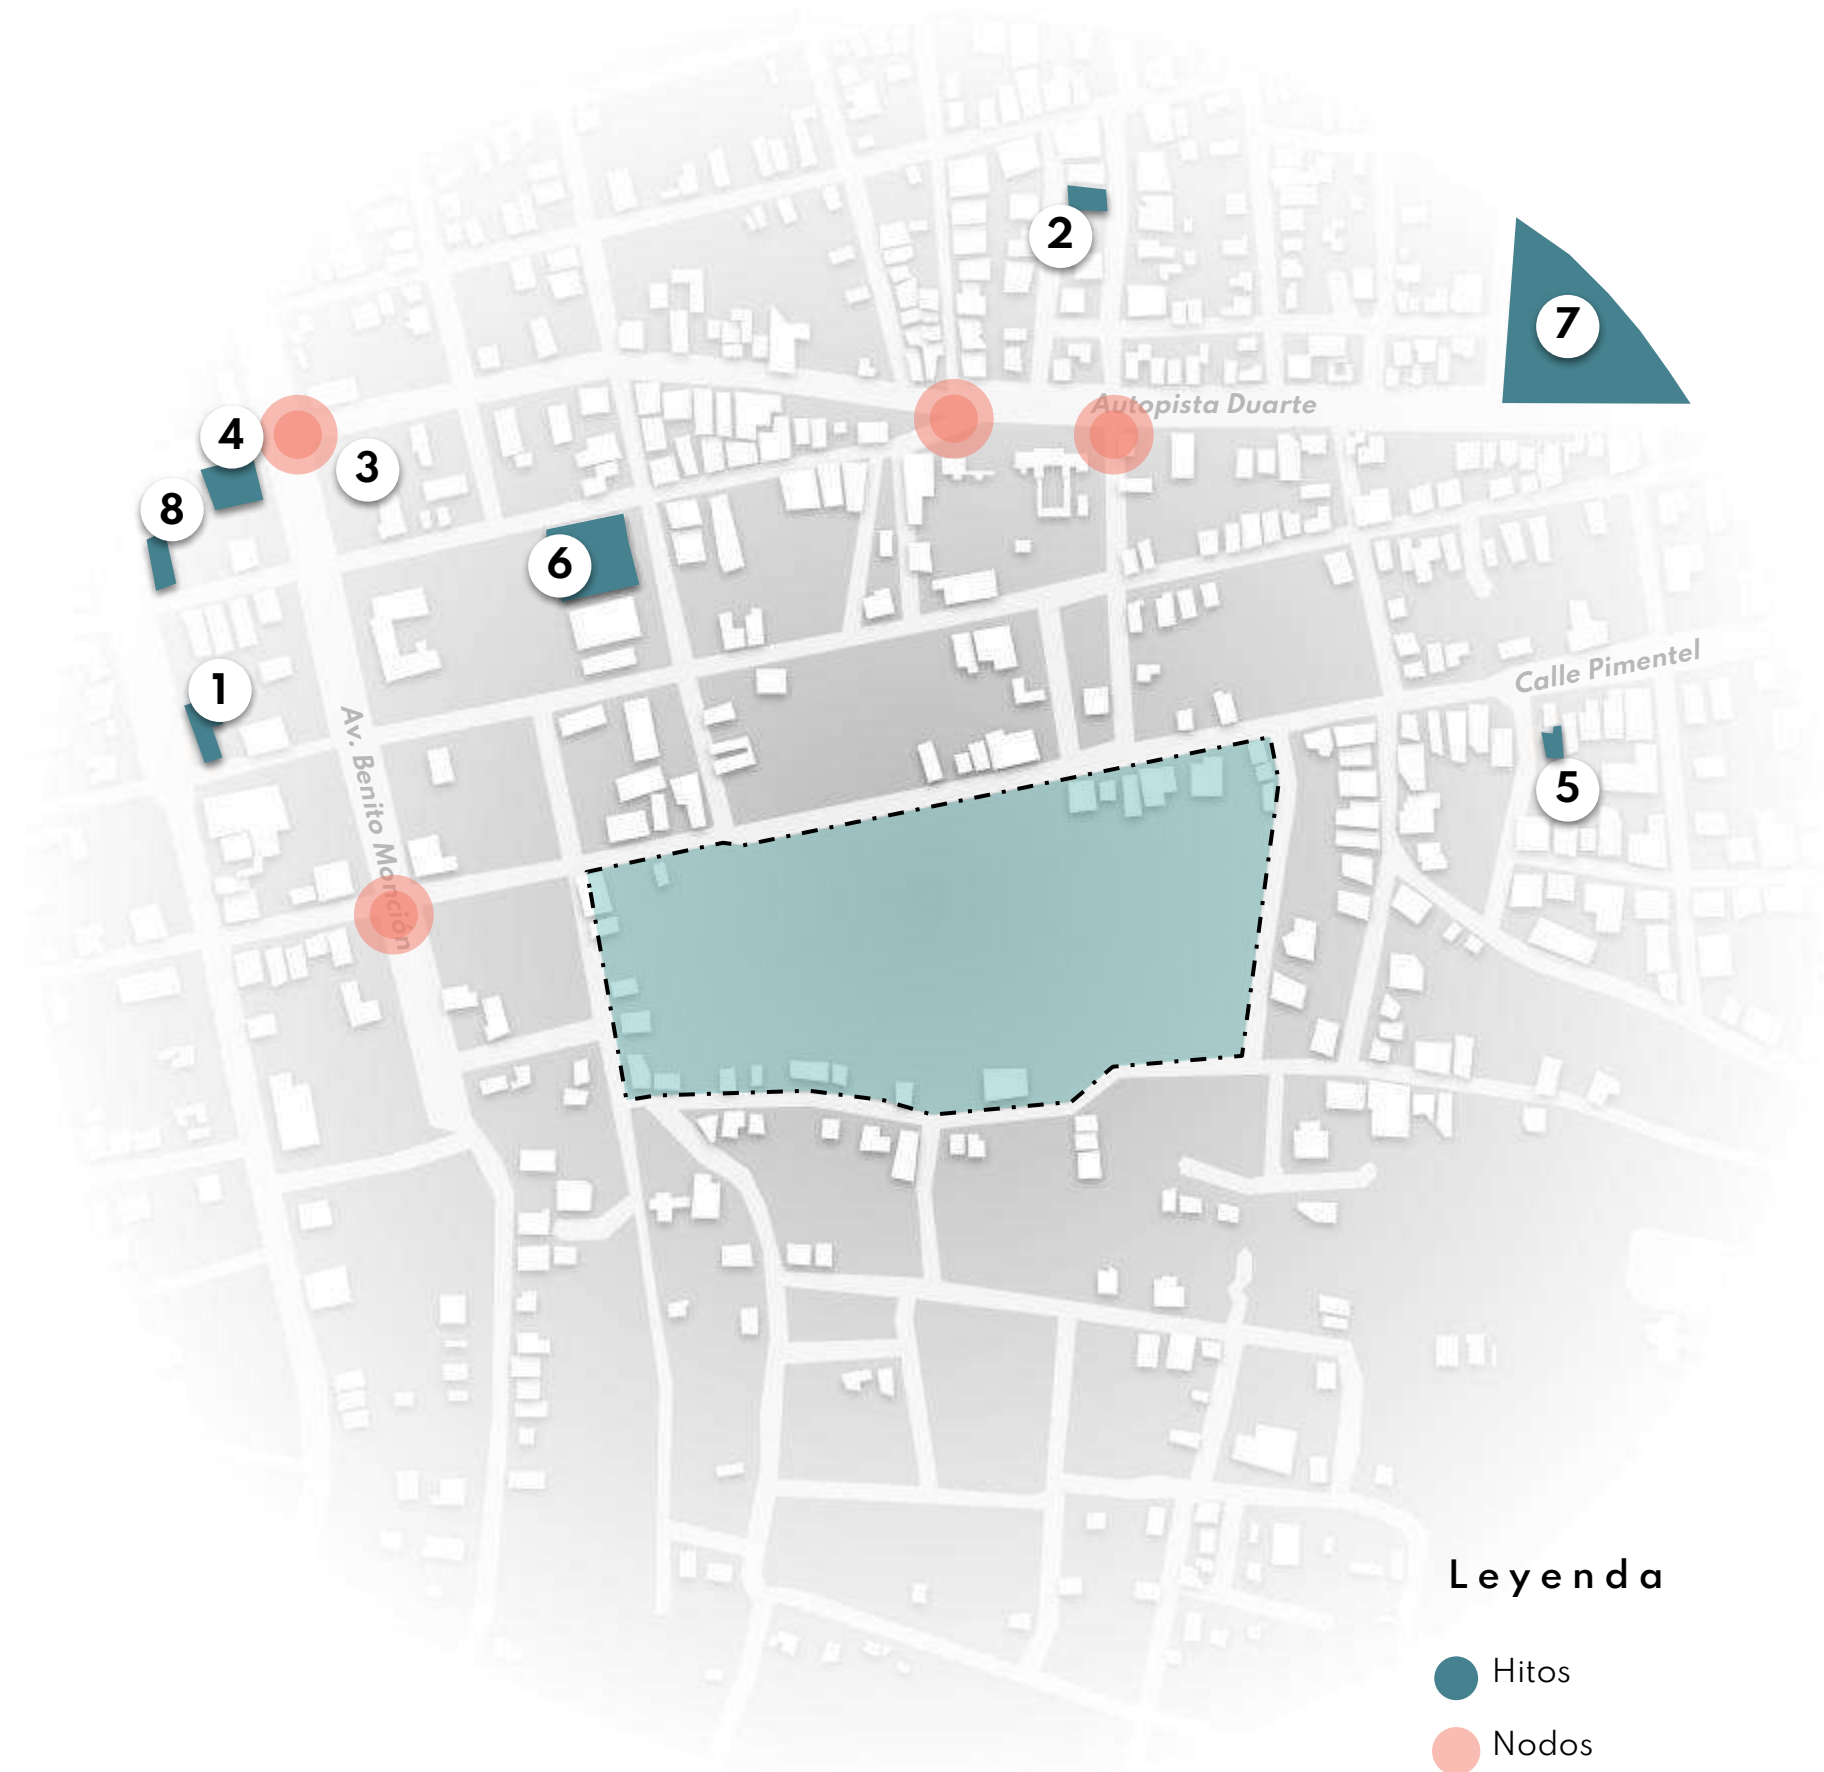 2
7
Autopista Duarte
4
3
8
6
Calle Pimentel
1
Av. Benito Monción
5
Leyenda
Hitos
Nodos